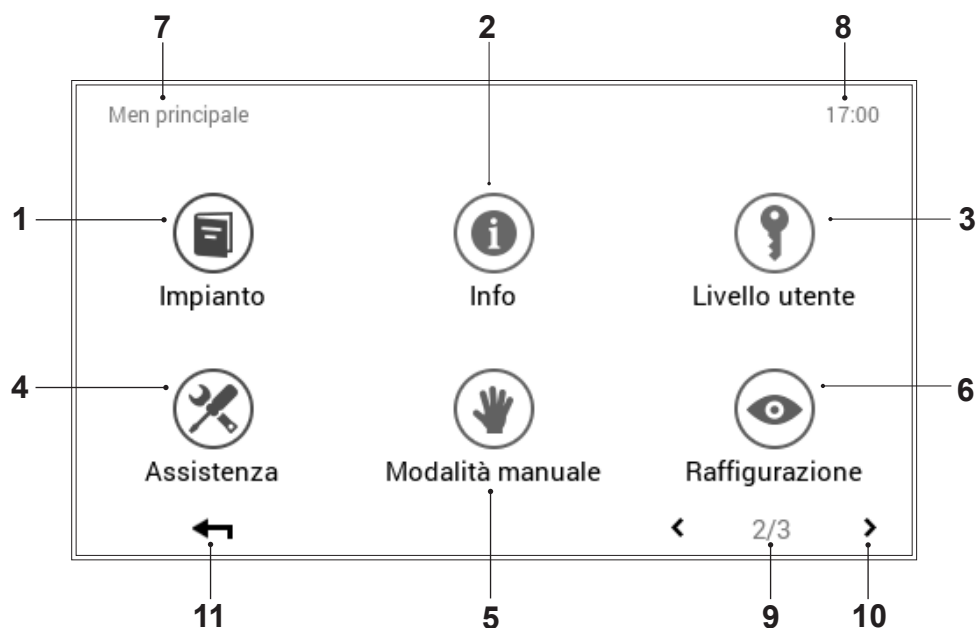 7 2 8
Men principale 17:00
1 3
Impianto Info Livello utente
4 6
Assistenza Modalità manuale Raffigurazione
2/3
11 5 9 10